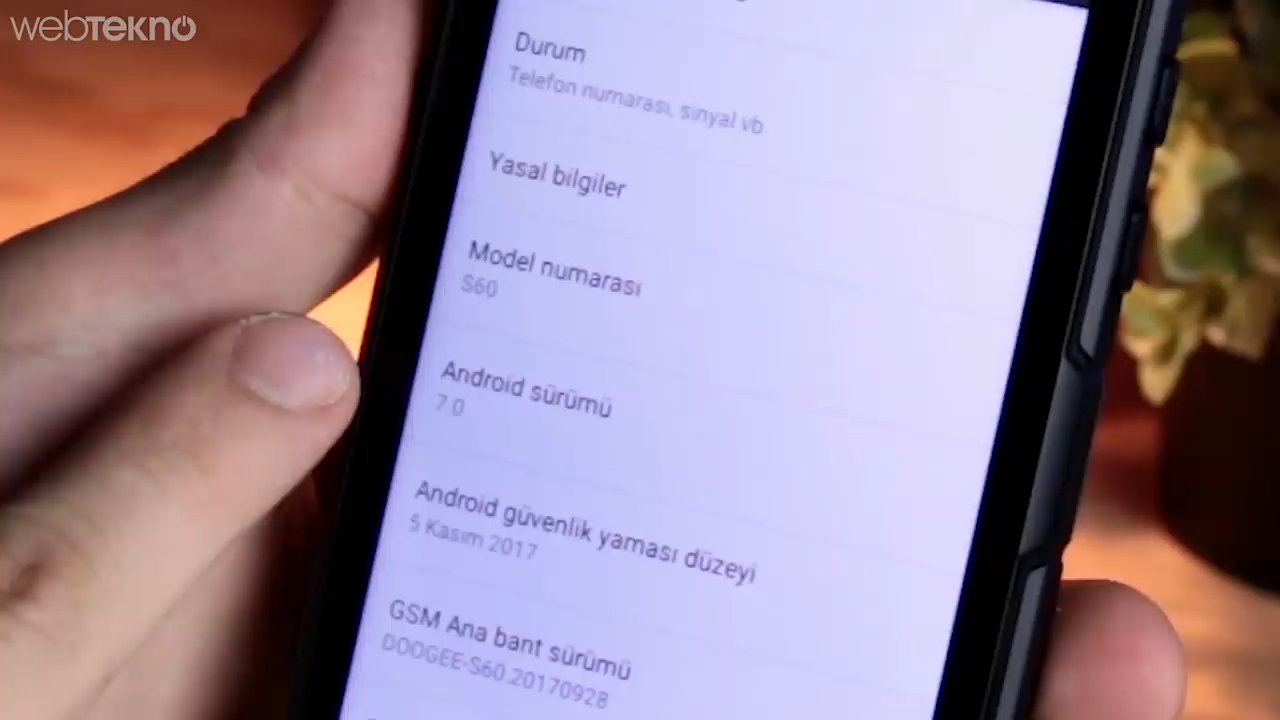 webTEKNO
Durum
Telefon numarası, sinyal vb
Yasal bilgiler
Model numarası
S60
Android sürümü
7.0
Android güvenlik yaması düzeyi
5 Kasım 2017
GSM Ana bant sürümü
DOOGEE-S60.20170928